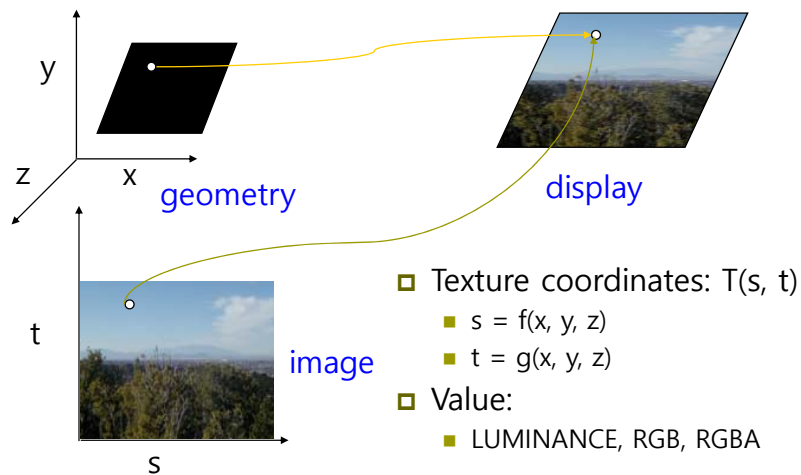 y
z
x
geometry
display
t
image
s
Texture coordinates: T(s, t)
s = f(x, y, z)
t = g(x, y, z)
Value:
LUMINANCE, RGB, RGBA